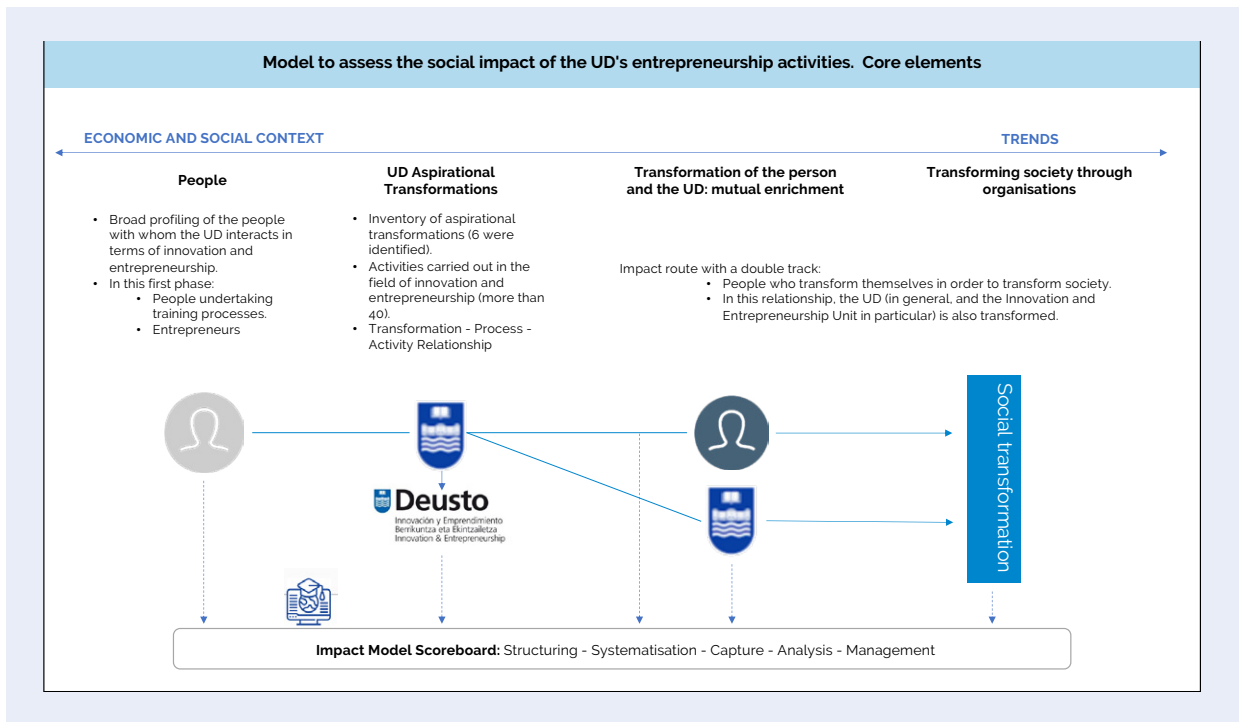 Model to assess the social impact of the UD's entrepreneurship activities. Core elements
ECONOMIC AND SOCIAL CONTEXT
TRENDS
People
• Broad profiling of the people
with whom the UD interacts in
terms of innovation and
entrepreneurship.
• In this first phase:
• People undertaking
training processes.
• Entrepreneurs
UD Aspirational
Transformations
• Inventory of aspirational
transformations (6 were
identified).
• Activities carried out in the
field of innovation and
entrepreneurship (more than
40).
• Transformation - Process -
Activity Relationship
Transformation of the person
and the UD: mutual enrichment
Transforming society through
organisations
Impact route with a double track:
• People who transform themselves in order to transform society.
• In this relationship, the UD (in general, and the Innovation and
Entrepreneurship Unit in particular) is also transformed.
Deusto
Innovación y Emprendimiento
Berrikuntza eta Ekintzailetza
Innovation & Entrepreneurship
Social transformation
Impact Model Scoreboard: Structuring - Systematisation - Capture - Analysis - Management